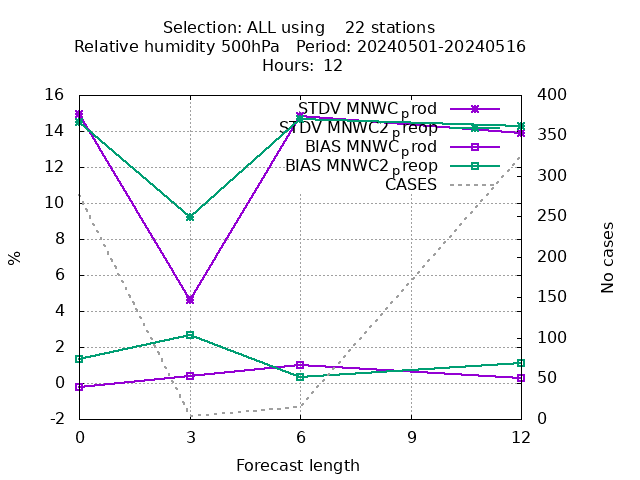 Selection: ALL using    22 stations
Relative humidity 500hPa   Period: 20240501-20240516
Hours: 12
STDV MNWC_prod
STDV MNWC2_preop
BIAS MNWC_prod
BIAS MNWC2_preop
CASES
16
14
12
10
8
6
4
2
0
-2
%
400
350
300
250
200
150
100
50
0
No cases
0 3 6 9 12
Forecast length